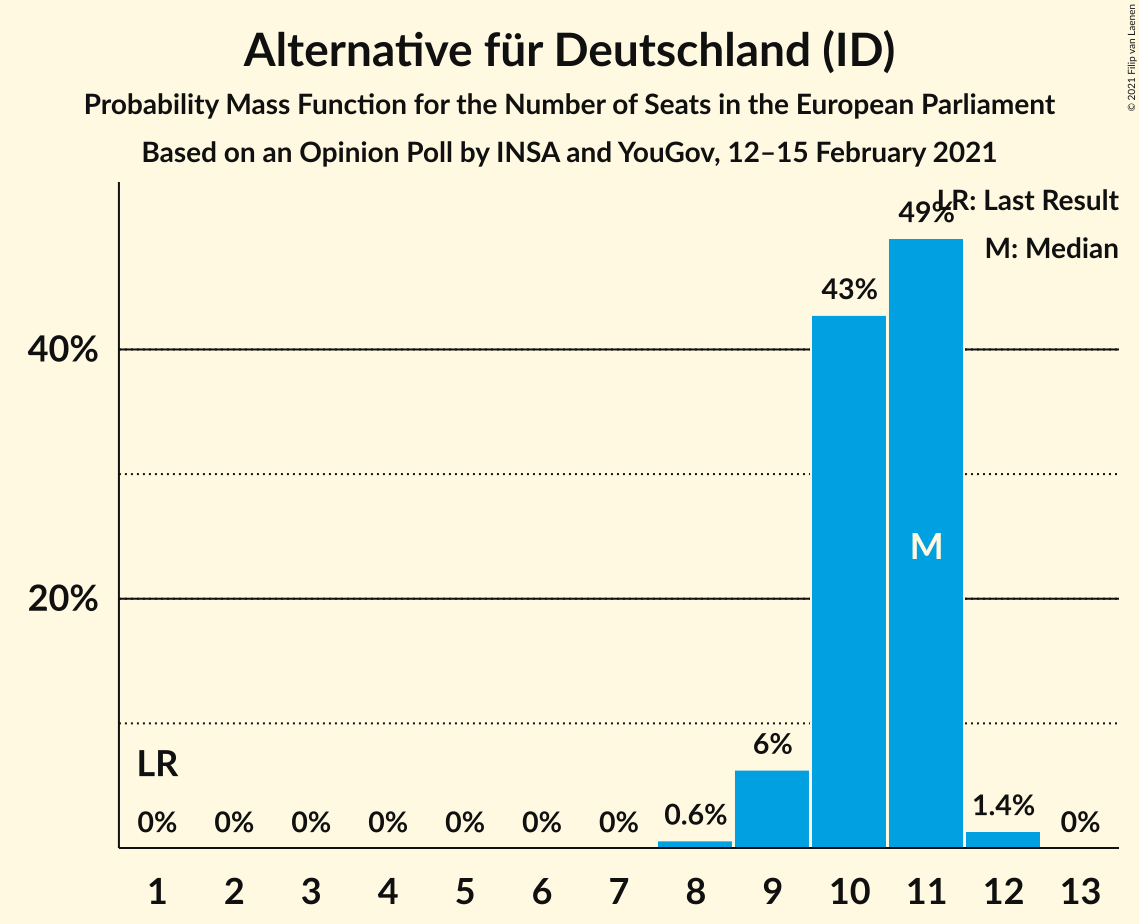 Alternative für Deutschland (ID)
Probability Mass Function for the Number of Seats in the European Parliament
Based on an Opinion Poll by INSA and YouGov, 12–15 February 2021
© 2021 Filip van Laenen
LR: Last Result
M: Median
49%
43%
40%
M
20%
LR
6%
0% 0% 0% 0% 0% 0% 0% 0.6% 1.4% 0%
1 2 3 4 5 6 7 8 9 10 11 12 13